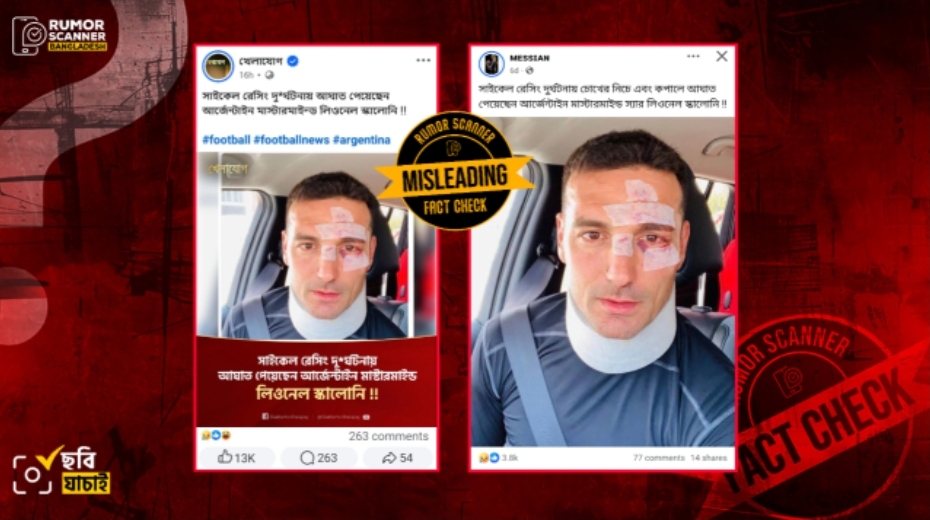 RUMOR
SCANNER
BANGLADESH
খেলাযোগ
16h
সাইকেল রেসিং দু*র্ঘটনায় আঘাত পেয়েছেন
আর্জেন্টাইন মাস্টারমাইন্ড লিওনেল স্কালোনি !!
#football #footballnews #argentina
খেলাযোগ
সাইকেল রেসিং দু*র্ঘটনায়
আঘাত পেয়েছেন আর্জেন্টাইন মাস্টারমাইন্ড
লিওনেল স্কালোনি !!
263 comments
13K
263
54
MESSIAN
6d
সাইকেল রেসিং দুর্ঘটনায় চোখের নিচে এবং কপালে আঘাত
পেয়েছেন আর্জেন্টাইন মাস্টারমাইন্ড স্যার লিওনেল স্কালোনি !
3.8k
77 comments 14 shares
RUMOR SCANNER
MISLEADING
FACT CHECK
RUMOR SCANNER
FACT CHECK
ছবি
যাচাই